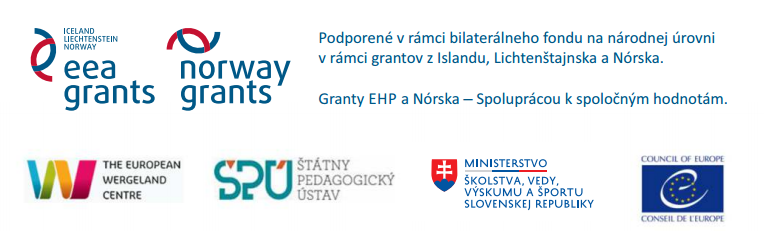 ICELAND
LIECHTENSTEIN
NORWAY
eea
grants
norway
grants
Podporené v rámci bilaterálneho fondu na národnej úrovni
v rámci grantov z Islandu, Lichtenštajnska a Nórska.
Granty EHP a Nórska – Spoluprácou k spoločným hodnotám.
THE EUROPEAN
WERGELAND
CENTRE
SPÚ
ŠTÁTNY
PEDAGOGICKÝ
ÚSTAV
MINISTERSTVO
ŠKOLSTVA, VEDY,
VÝSKUMU A ŠPORTU
SLOVENSKEJ REPUBLIKY
COUNCIL OF EUROPE
CONSEIL DE L'EUROPE